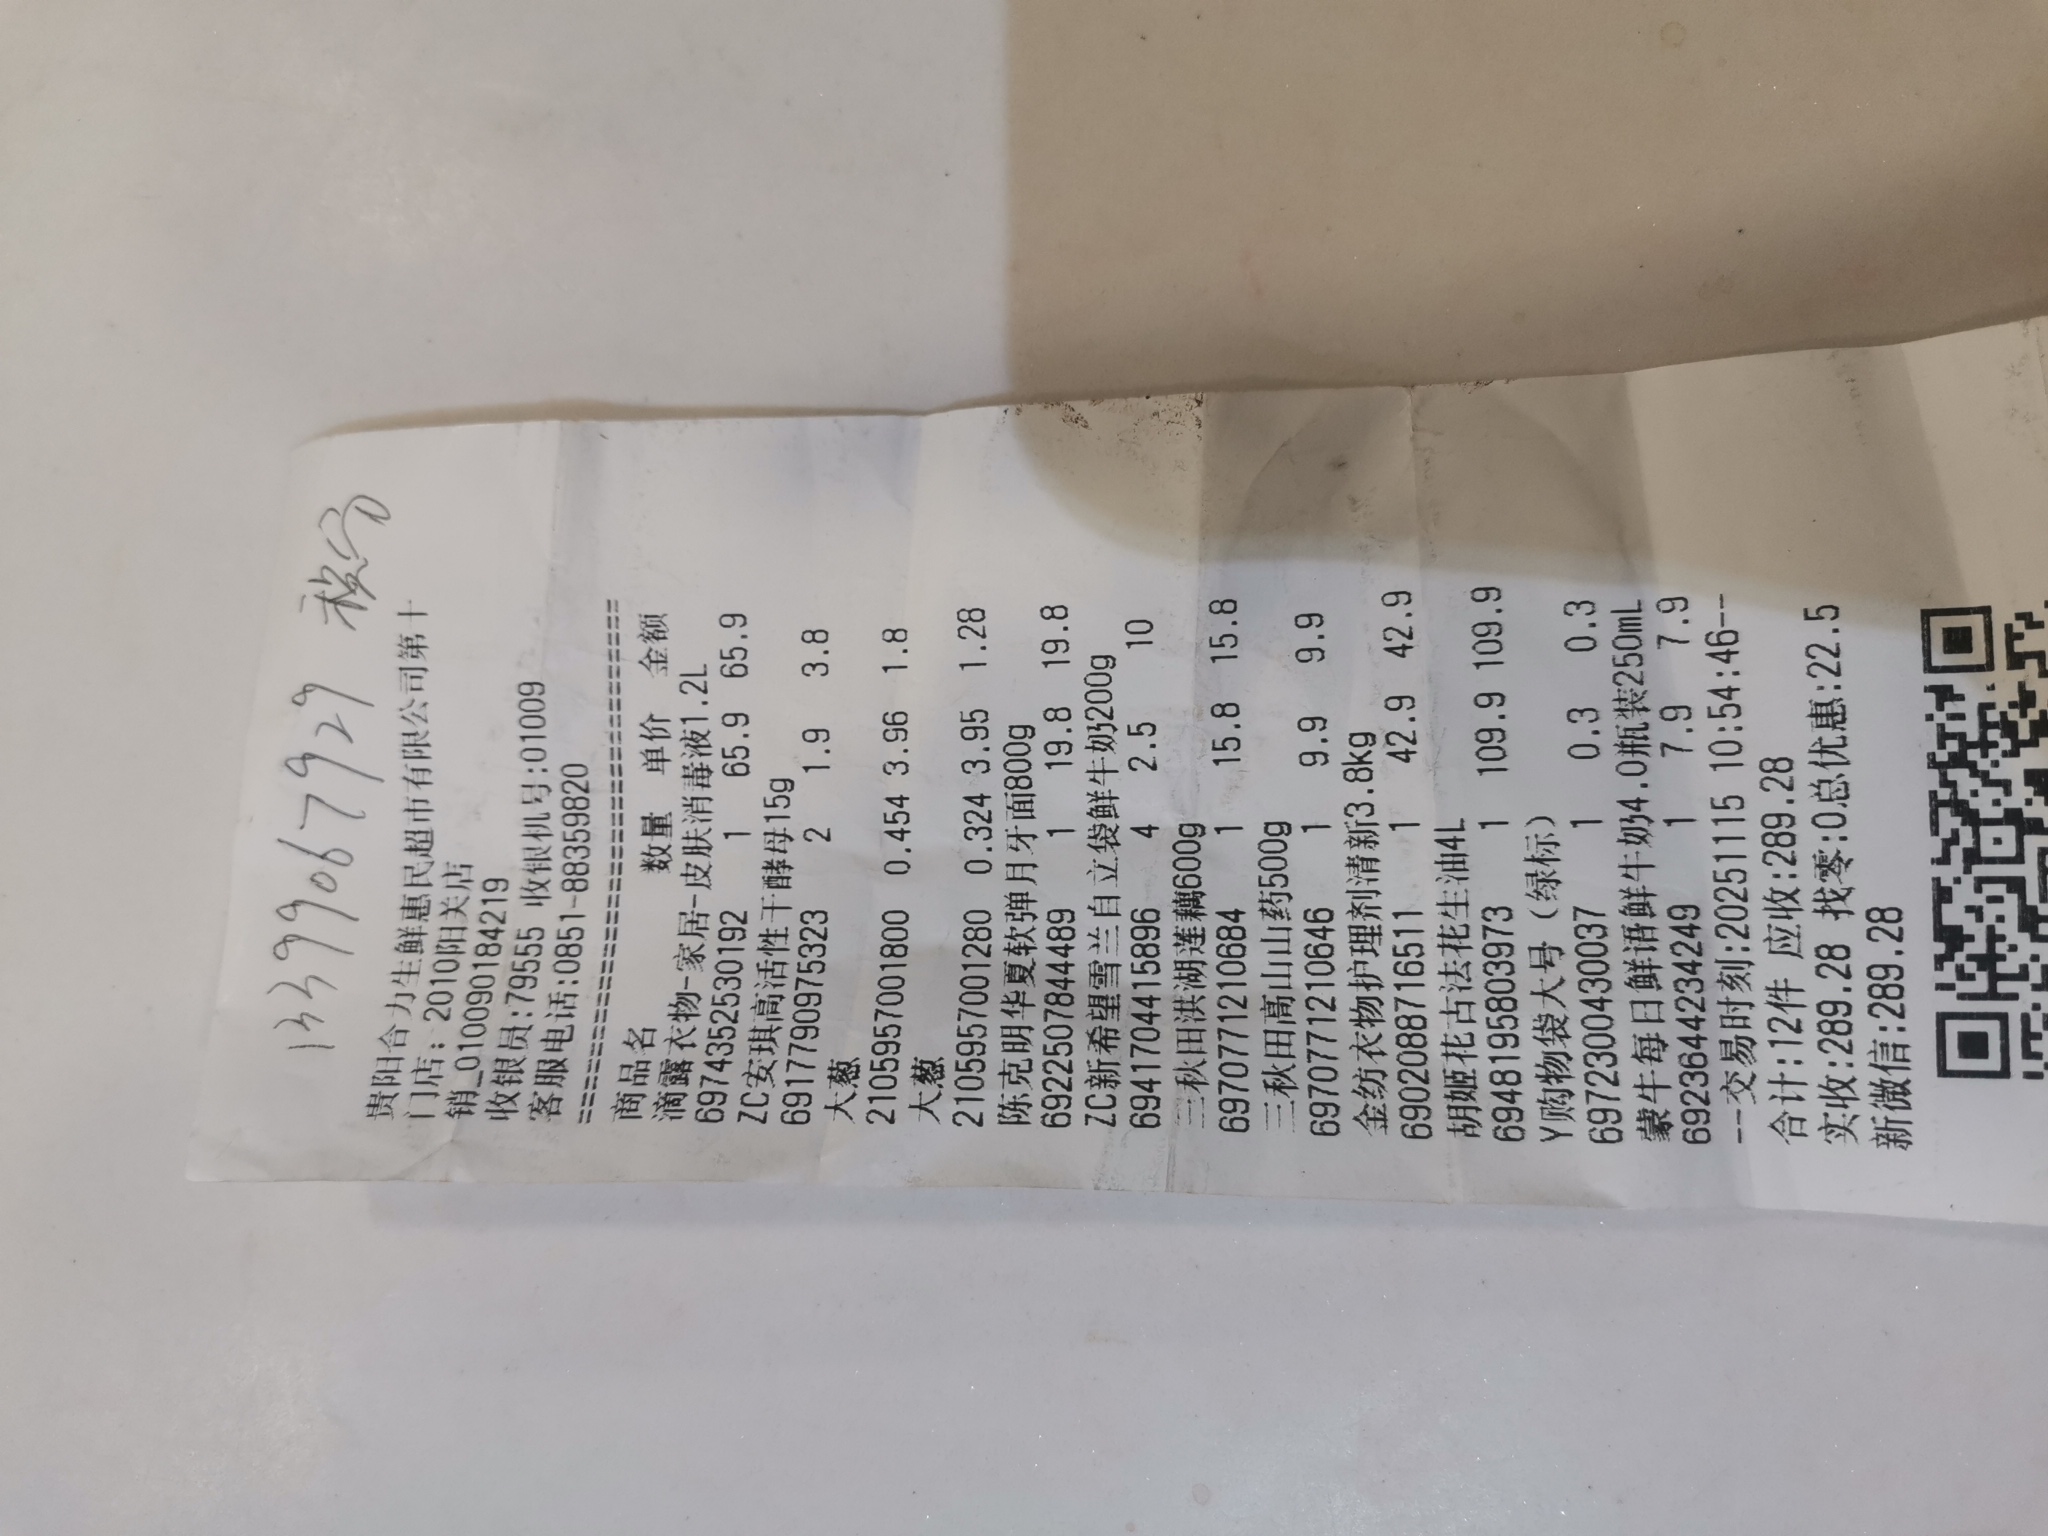 13399067929
贵阳合力生鲜惠民超市有限公司第十
门店: 2010阳关店
销_010090184219
收银员:79555 收银机号:01009
客服电话:0851-88359820
==================================
商品名 数量 单价 金额
滴露衣物-家居-皮肤消毒液1.2L
6974352530192 1 65.9 65.9
ZC安琪高活性干酵母15g
6917790975323 2 1.9 3.8
大葱
2105957001800 0.454 3.96 1.8
大葱
2105957001280 0.324 3.95 1.28
陈克明华夏软弹月牙面800g
6922507844489 1 19.8 19.8
ZC新希望雪兰自立袋鲜牛奶200g
6941704415896 4 2.5 10
三秋田洪湖莲藕600g
6970771210684 1 15.8 15.8
三秋田高山山药500g
6970771210646 1 9.9 9.9
金纺衣物护理剂清新3.8kg
6902088716511 1 42.9 42.9
胡姬花古法花生油4L
6948195803973 1 109.9 109.9
Y购物袋大号（绿标）
6972300430037 1 0.3 0.3
蒙牛每日鲜语鲜牛奶4.0瓶装250mL
6923644234249 1 7.9 7.9
--交易时刻:20251115 10:54:46--
合计:12件 应收:289.28
实收:289.28 找零:0总优惠:22.5
新微信:289.28